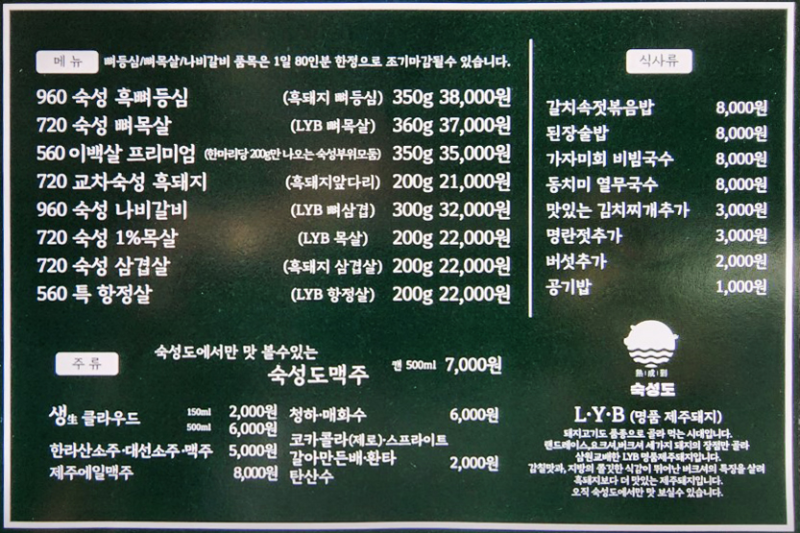 메 뉴
뼈등심/뼈목살/나비갈비 품목은 1일 80인분 한정으로 조기마감될수 있습니다.
960 숙성 흑뼈등심 (흑돼지 뼈등심) 350g 38,000원
720 숙성 뼈목살 (LYB 뼈목살) 360g 37,000원
560 이백살 프리미엄 (한마리당 200g만 나오는 숙성부위모둠) 350g 35,000원
720 교차숙성 흑돼지 (흑돼지앞다리) 200g 21,000원
960 숙성 나비갈비 (LYB 뼈삼겹) 300g 32,000원
720 숙성 1%목살 (LYB 목살) 200g 22,000원
720 숙성 삼겹살 (흑돼지 삼겹살) 200g 22,000원
560 특 항정살 (LYB 항정살) 200g 22,000원
식사류
갈치속젓볶음밥 8,000원
된장술밥 8,000원
가자미회 비빔국수 8,000원
동치미 열무국수 8,000원
맛있는 김치찌개추가 3,000원
명란젓추가 3,000원
버섯추가 2,000원
공기밥 1,000원
주 류
숙성도에서만 맛 볼수있는
숙성도맥주 캔 500ml 7,000원
생生 클라우드 150ml 2,000원
500ml 6,000원
한라산소주·대선소주·맥주 5,000원
제주에일맥주 8,000원
청하·매화수 6,000원
코카·콜라(제로)·스프라이트
갈아만든배·환타 2,000원
탄산수
熟成到
숙성도
L·Y·B (명품 제주돼지)
돼지고기도 품종으로 골라 먹는 시대입니다.
랜드레이스,요크셔,버크셔 세가지 돼지의 장점만 골라
삼원교배한 LYB 명품제주돼지입니다.
감칠맛과, 지방의 쫄깃한 식감이 뛰어난 버크셔의 특징을 살려
흑돼지보다 더 맛있는 제주돼지입니다.
오직 숙성도에서만 맛 보실수 있습니다.